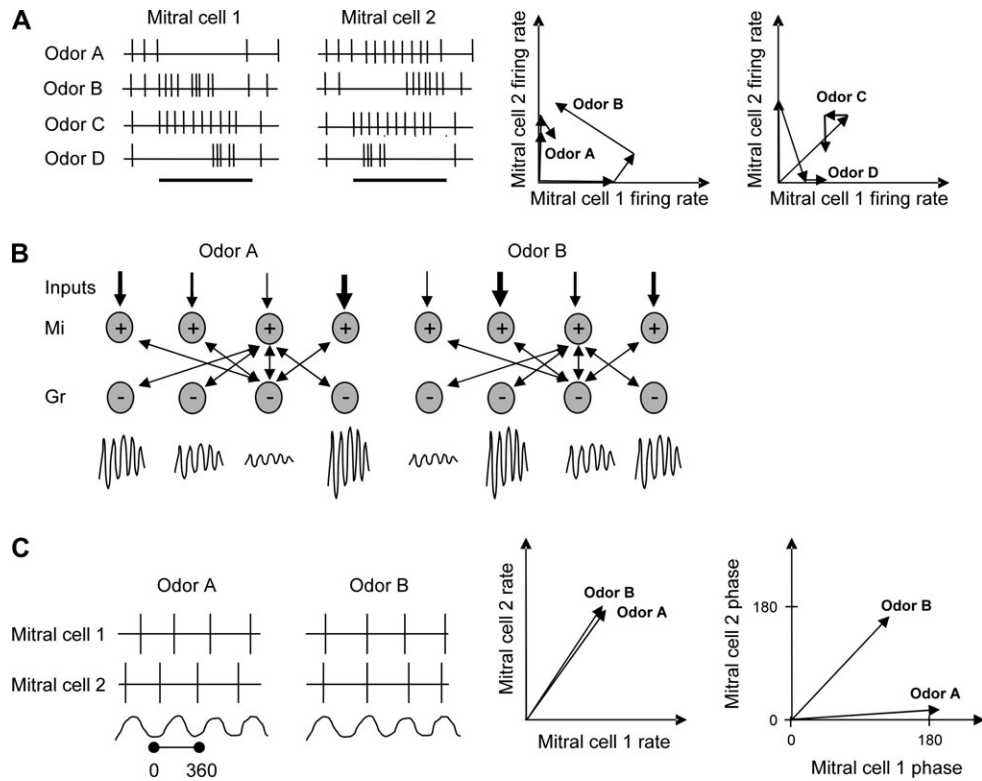 A
Mitral cell 1 Mitral cell 2
Odor A
Odor B
Odor C
Odor D
Mitral cell 2 firing rate
Odor B
Odor A
Mitral cell 1 firing rate
Mitral cell 2 firing rate
Odor C
Odor D
Mitral cell 1 firing rate
B
Odor A Odor B
Inputs
Mi + + + + + + + +
Gr - - - - - - - -
C
Odor A Odor B
Mitral cell 1
Mitral cell 2
0 360
Mitral cell 2 rate
Odor B
Odor A
Mitral cell 1 rate
Mitral cell 2 phase
180
Odor B
Odor A
0
0 180
Mitral cell 1 phase